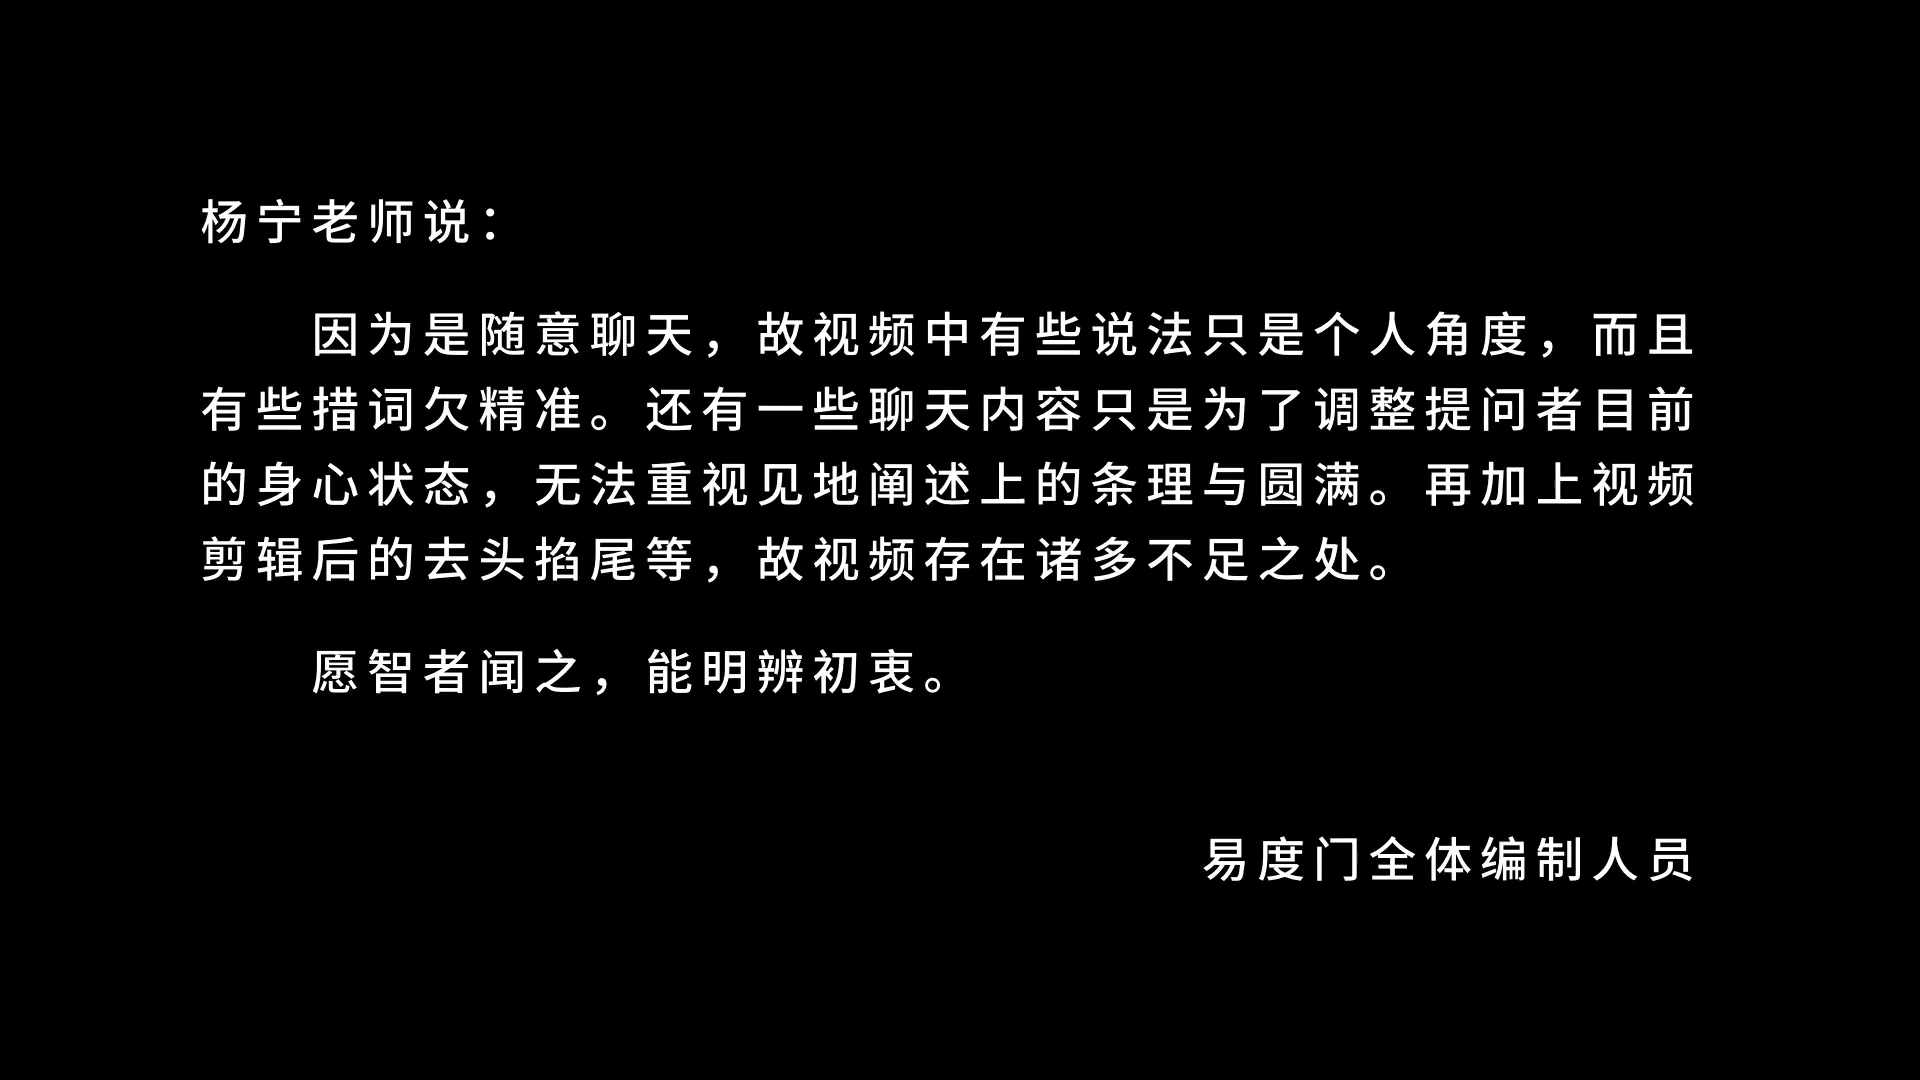 杨宁老师说：
因为是随意聊天，故视频中有些说法只是个人角度，而且
有些措词欠精准。还有一些聊天内容只是为了调整提问者目前
的身心状态，无法重视见地阐述上的条理与圆满。再加上视频
剪辑后的去头掐尾等，故视频存在诸多不足之处。
愿智者闻之，能明辨初衷。
易度门全体编制人员